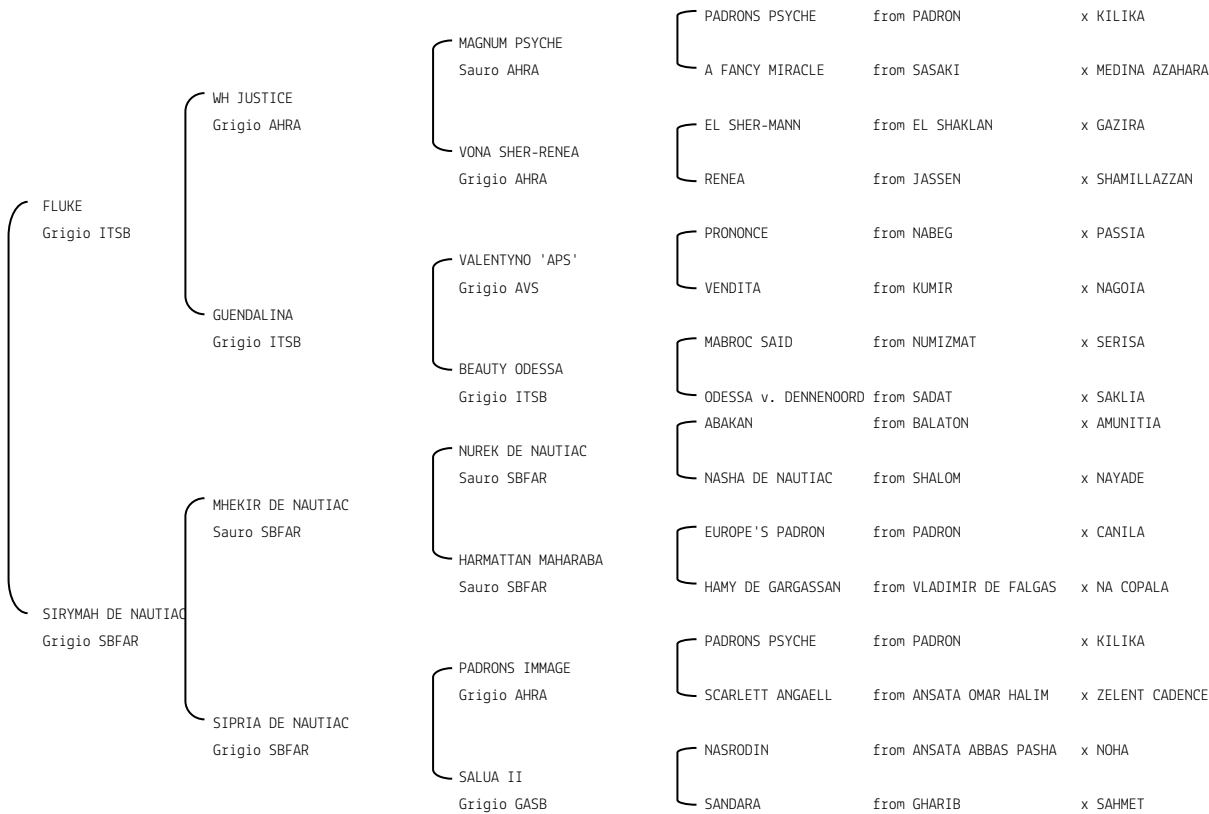 PADRONS PSYCHE from PADRON x KILIKA
MAGNUM PSYCHE
Sauro AHRA
A FANCY MIRACLE from SASAKI x MEDINA AZAHARA
WH JUSTICE
Grigio AHRA
EL SHER-MANN from EL SHAKLAN x GAZIRA
VONA SHER-RENEA
Grigio AHRA
RENEA from JASSEN x SHAMILLAZZAN
FLUKE
Grigio ITSB
PRONONCE from NABEG x PASSIA
VALENTYNO 'APS'
Grigio AVS
VENDITA from KUMIR x NAGOIA
GUENDALINA
Grigio ITSB
MABROC SAID from NUMIZMAT x SERISA
BEAUTY ODESSA
Grigio ITSB
ODESSA v. DENNENOORD from SADAT x SAKLIA
ABAKAN from BALATON x AMUNITIA
NUREK DE NAUTIAC
Sauro SBFAR
NASHA DE NAUTIAC from SHALOM x NAYADE
MHEKIR DE NAUTIAC
Sauro SBFAR
EUROPE'S PADRON from PADRON x CANILA
HARMATTAN MAHARABA
Sauro SBFAR
HAMY DE GARGASSAN from VLADIMIR DE FALGAS x NA COPALA
SIRYMAH DE NAUTIAC
Grigio SBFAR
PADRONS PSYCHE from PADRON x KILIKA
PADRONS IMMAGE
Grigio AHRA
SCARLETT ANGAELL from ANSATA OMAR HALIM x ZELENT CADENCE
SIPRIA DE NAUTIAC
Grigio SBFAR
NASRODIN from ANSATA ABBAS PASHA x NOHA
SALUA II
Grigio GASB
SANDARA from GHARIB x SAHMET